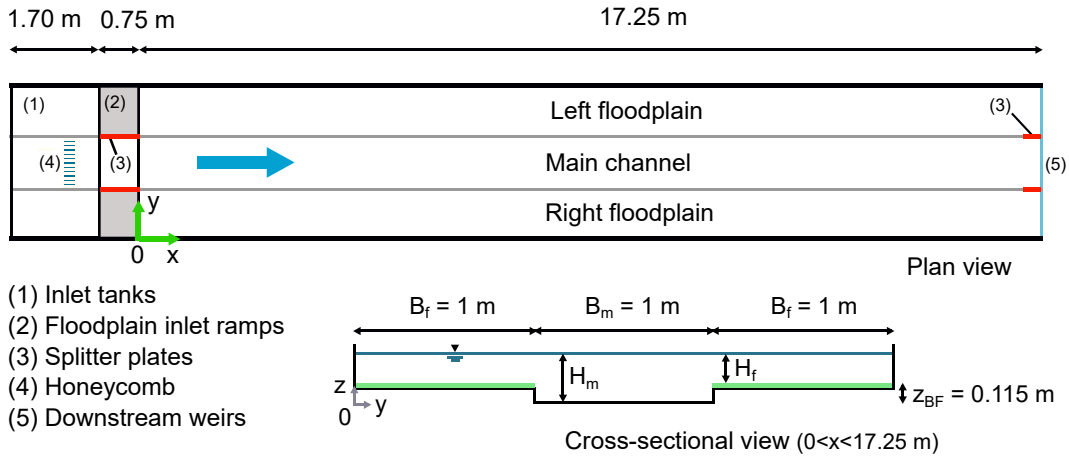 1.70 m 0.75 m 17.25 m
(1) (2) Left floodplain (3)
(4) (3) Main channel (5)
y Right floodplain
0 x
Plan view
(1) Inlet tanks
(2) Floodplain inlet ramps
(3) Splitter plates
(4) Honeycomb
(5) Downstream weirs
B_f = 1 m B_m = 1 m B_f = 1 m
H_m H_f
z z_BF = 0.115 m
0 y
Cross-sectional view (0<x<17.25 m)